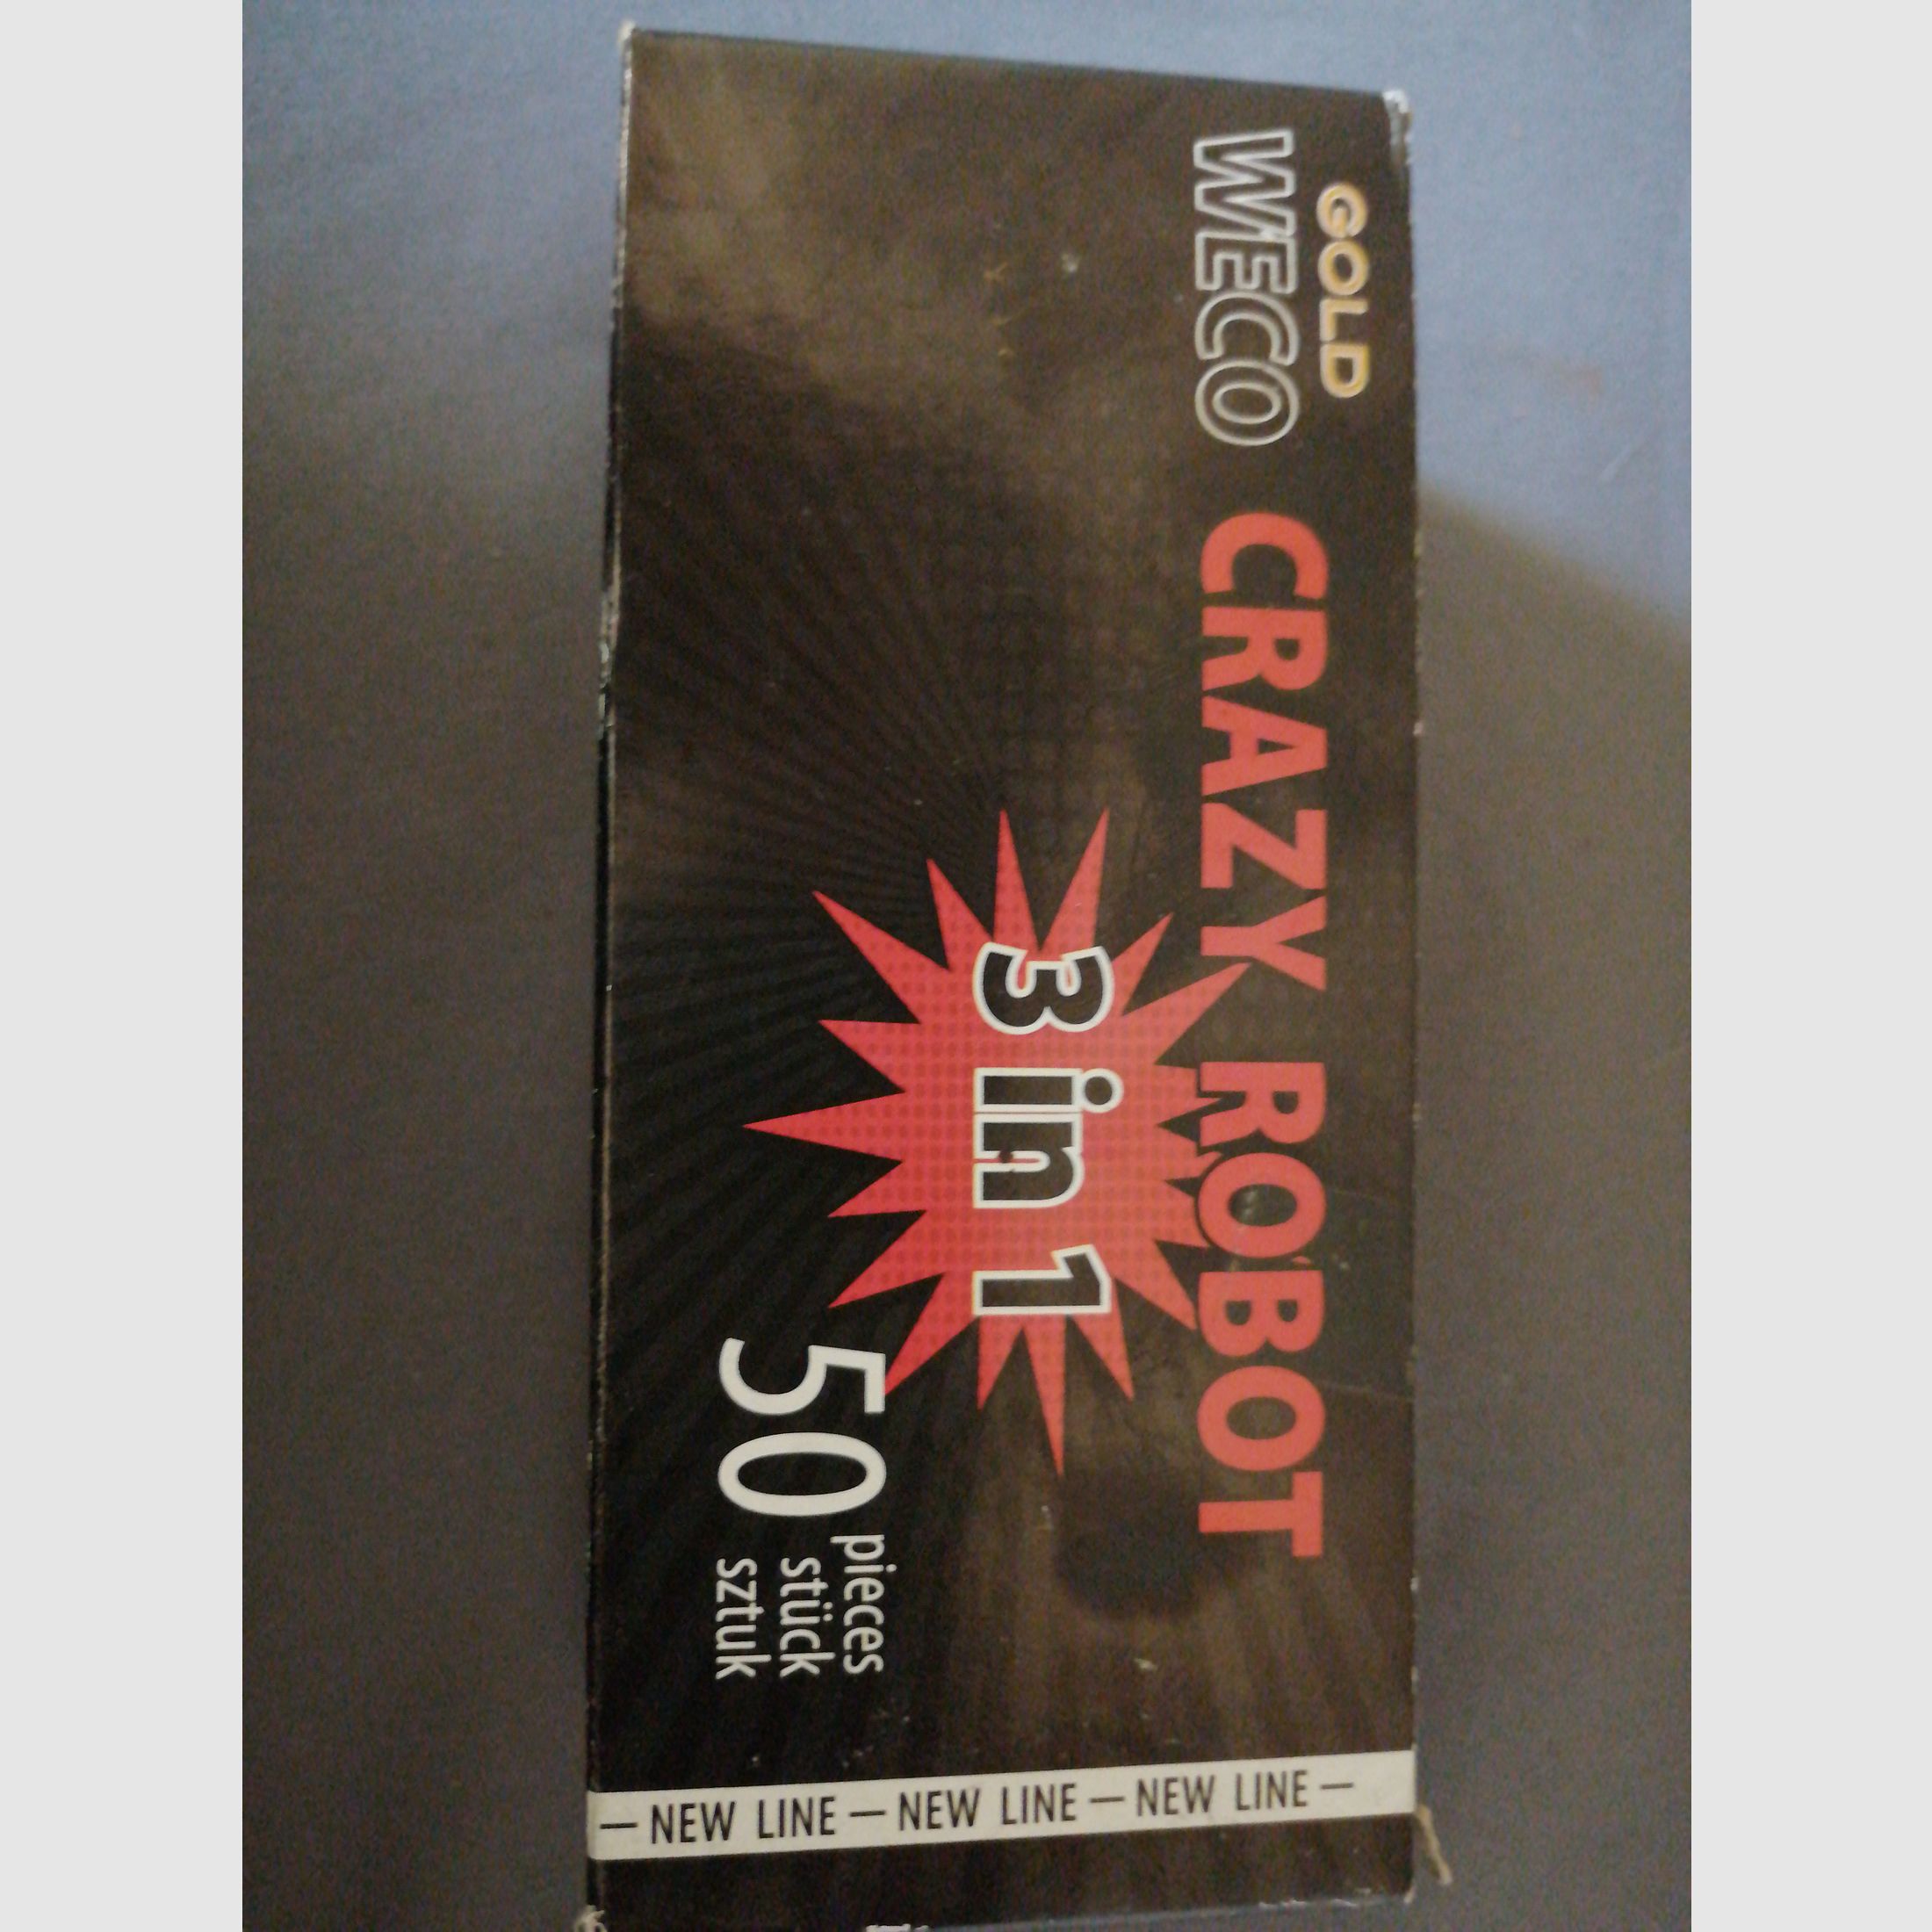 GOLD
WECO
CRAZY ROBOT
3 in 1
50
pieces
stück
sztuk
— NEW LINE — NEW LINE — NEW LINE —